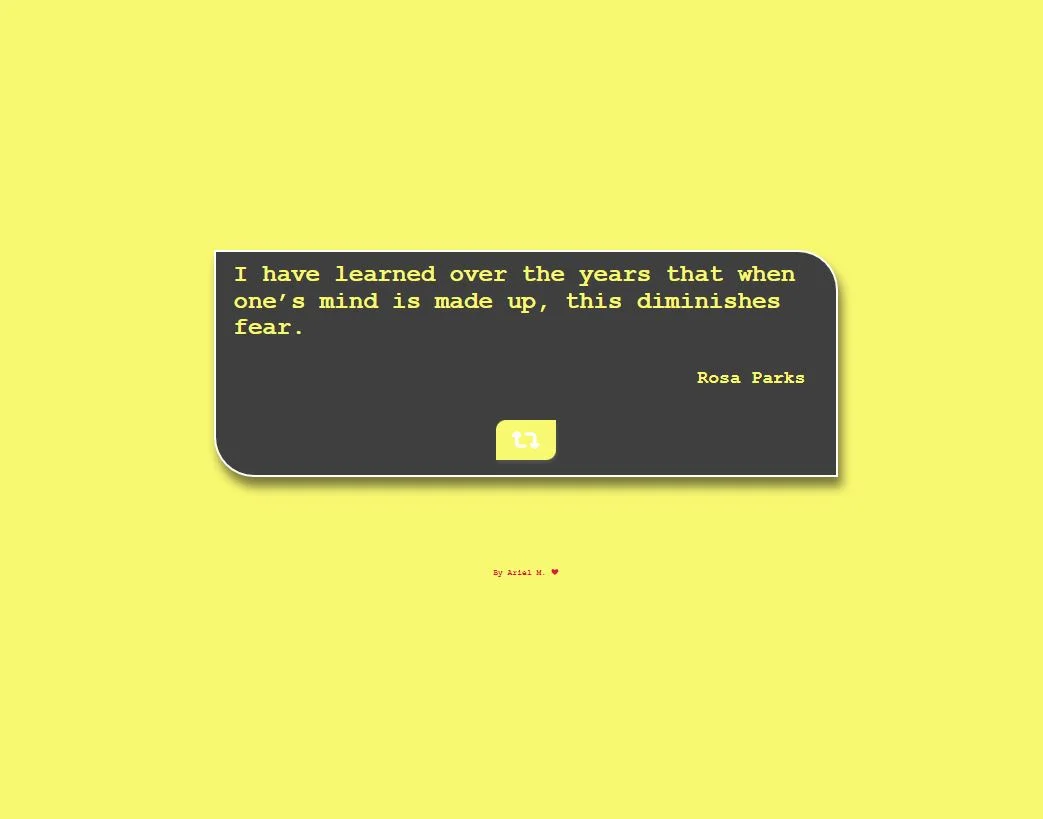 I have learned over the years that when
one’s mind is made up, this diminishes
fear.
Rosa Parks
By Ariel M.